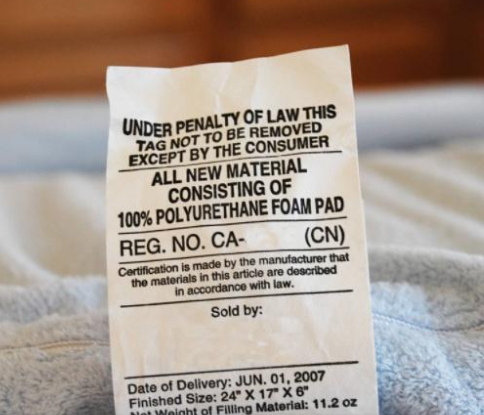 UNDER PENALTY OF LAW THIS
TAG NOT TO BE REMOVED
EXCEPT BY THE CONSUMER
ALL NEW MATERIAL
CONSISTING OF
100% POLYURETHANE FOAM PAD
REG. NO. CA- (CN)
Certification is made by the manufacturer that
the materials in this article are described
in accordance with law.
Sold by:
Date of Delivery: JUN. 01, 2007
Finished Size: 24" X 17" X 6"
Net Weight of Filling Material: 11.2 oz